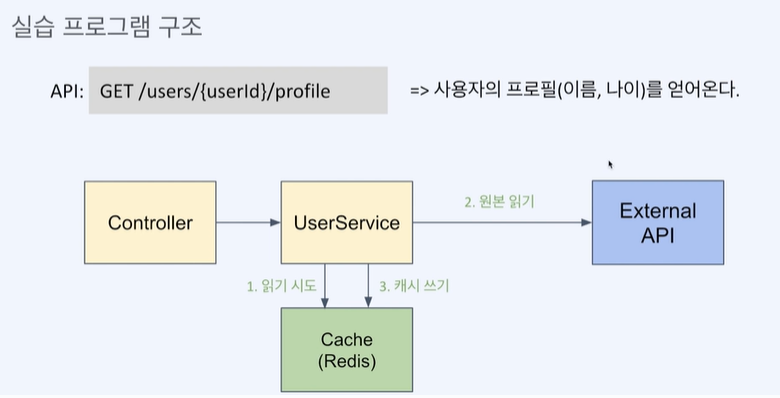 실습 프로그램 구조
API: GET /users/{userId}/profile => 사용자의 프로필(이름, 나이)를 얻어온다.
2. 원본 읽기
Controller
UserService
External
API
1. 읽기 시도
3. 캐시 쓰기
Cache
(Redis)